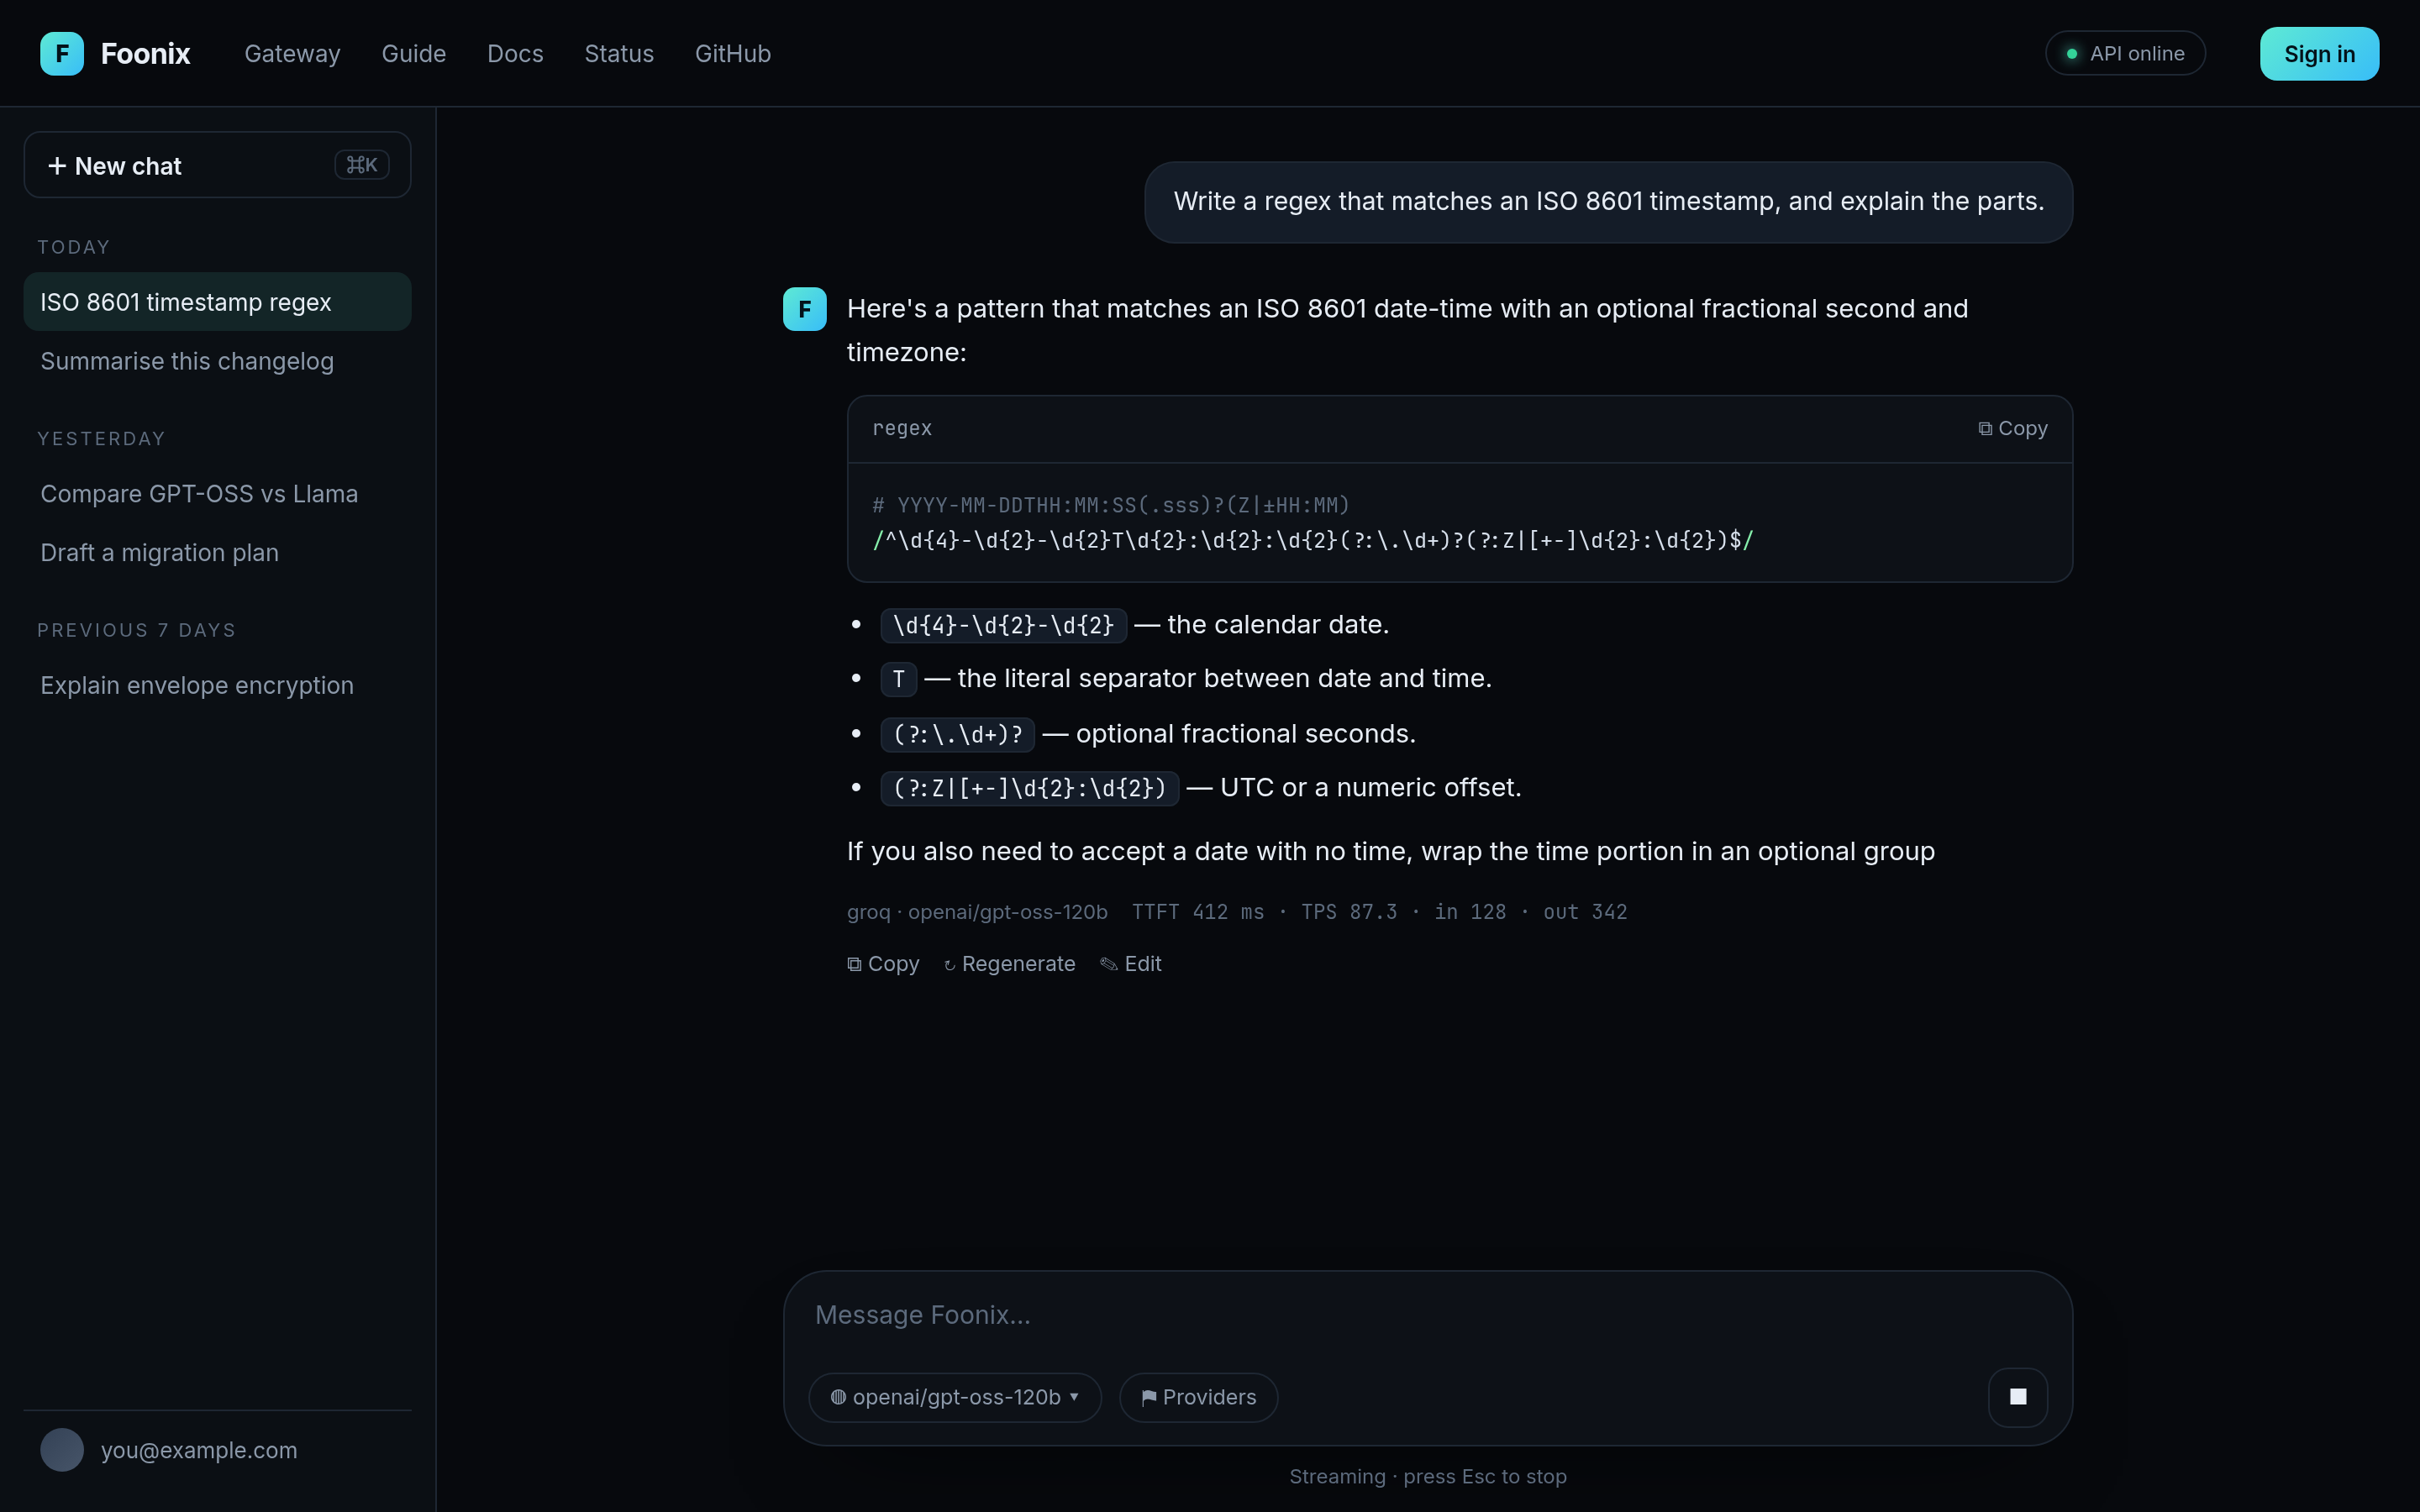 F Foonix Gateway Guide Docs Status GitHub API online Sign in
+ New chat ⌘K
TODAY
ISO 8601 timestamp regex
Summarise this changelog
YESTERDAY
Compare GPT-OSS vs Llama
Draft a migration plan
PREVIOUS 7 DAYS
Explain envelope encryption
you@example.com
Write a regex that matches an ISO 8601 timestamp, and explain the parts.
F Here's a pattern that matches an ISO 8601 date-time with an optional fractional second and
timezone:
regex Copy
# YYYY-MM-DDTHH:MM:SS(.sss)?(Z|±HH:MM)
/^\d{4}-\d{2}-\d{2}T\d{2}:\d{2}:\d{2}(?:\.\d+)?(?:Z|[+-]\d{2}:\d{2})$/
• \d{4}-\d{2}-\d{2} — the calendar date.
• T — the literal separator between date and time.
• (?:\.\d+)? — optional fractional seconds.
• (?:Z|[+-]\d{2}:\d{2}) — UTC or a numeric offset.
If you also need to accept a date with no time, wrap the time portion in an optional group
groq · openai/gpt-oss-120b TTFT 412 ms · TPS 87.3 · in 128 · out 342
Copy Regenerate Edit
Message Foonix...
openai/gpt-oss-120b Providers
Streaming · press Esc to stop